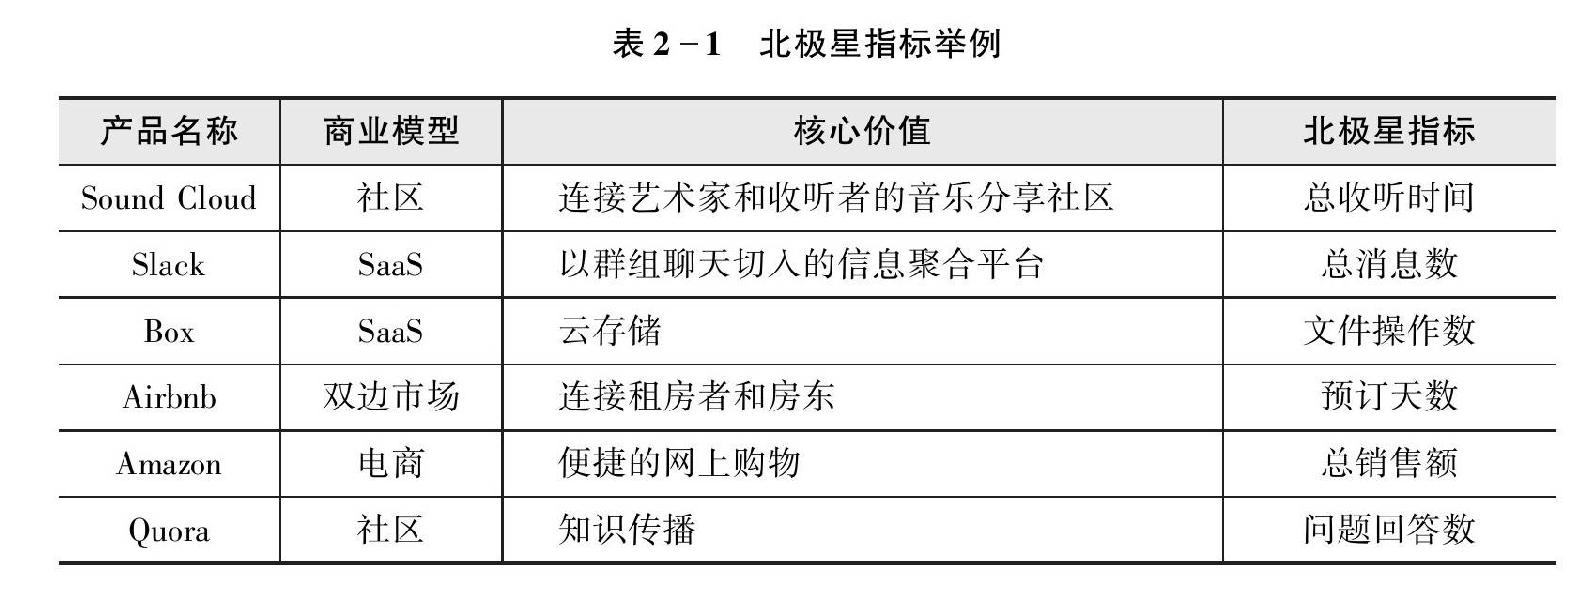 表2-1 北极星指标举例
产品名称 商业模型 核心价值 北极星指标
Sound Cloud 社区 连接艺术家和收听者的音乐分享社区 总收听时间
Slack SaaS 以群组聊天切入的信息聚合平台 总消息数
Box SaaS 云存储 文件操作数
Airbnb 双边市场 连接租房者和房东 预订天数
Amazon 电商 便捷的网上购物 总销售额
Quora 社区 知识传播 问题回答数